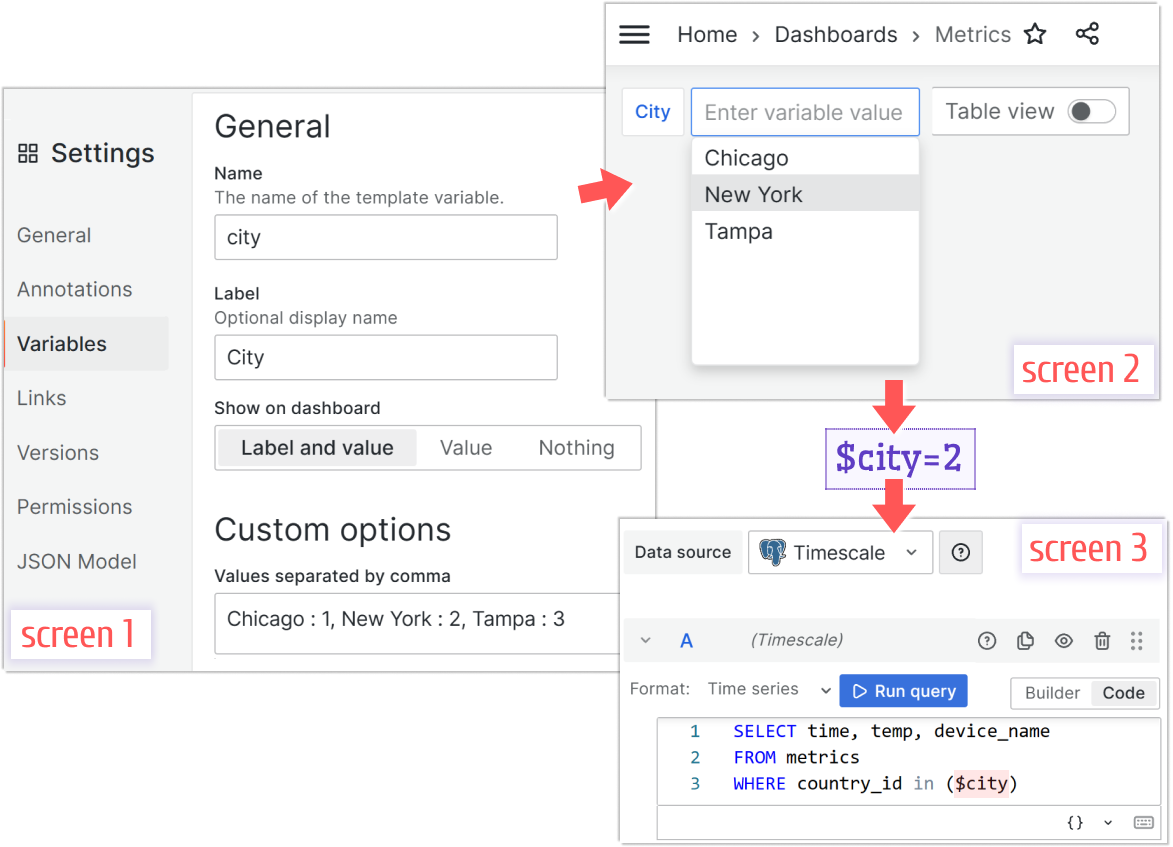 Settings
General
Annotations
Variables
Links
Versions
Permissions
JSON Model
screen 1
General
Name
The name of the template variable.
city
Label
Optional display name
City
Show on dashboard
Label and value Value Nothing
Custom options
Values separated by comma
Chicago : 1, New York : 2, Tampa : 3
Home › Dashboards › Metrics
City Enter variable value Table view
Chicago
New York
Tampa
screen 2
$city=2
Data source Timescale
screen 3
A (Timescale)
Format: Time series Run query Builder Code
1 SELECT time, temp, device_name
2 FROM metrics
3 WHERE country_id in ($city)
{}